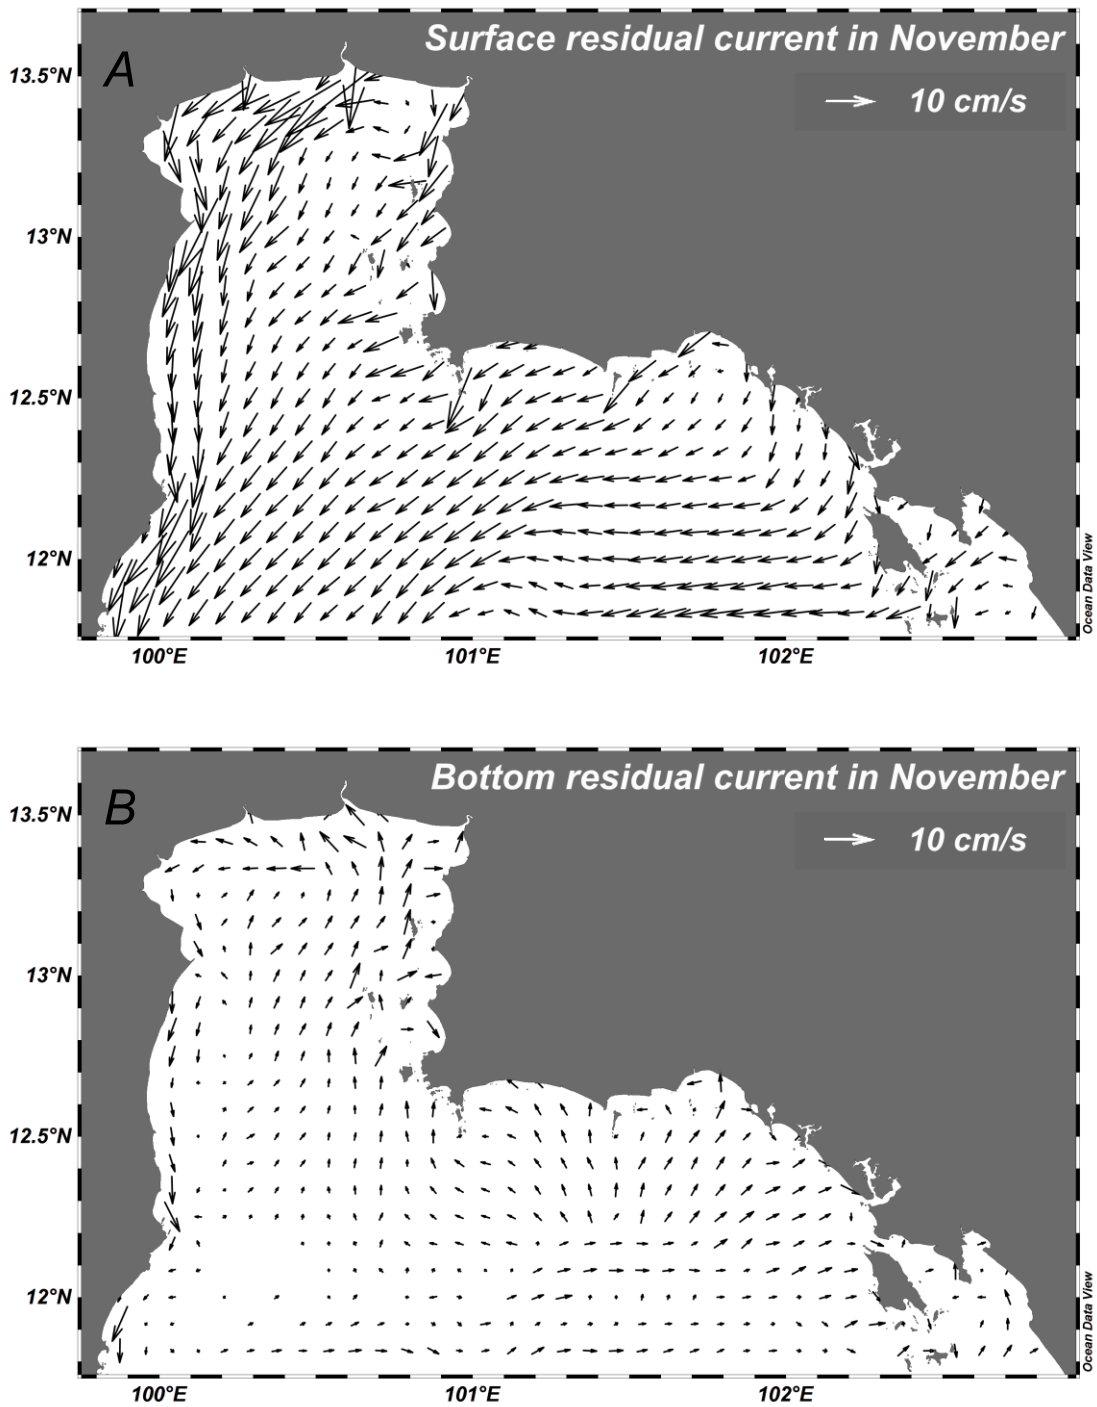 A
Surface residual current in November
10 cm/s
13.5°N
13°N
12.5°N
12°N
100°E
101°E
102°E
Ocean Data View
B
Bottom residual current in November
10 cm/s
13.5°N
13°N
12.5°N
12°N
100°E
101°E
102°E
Ocean Data View